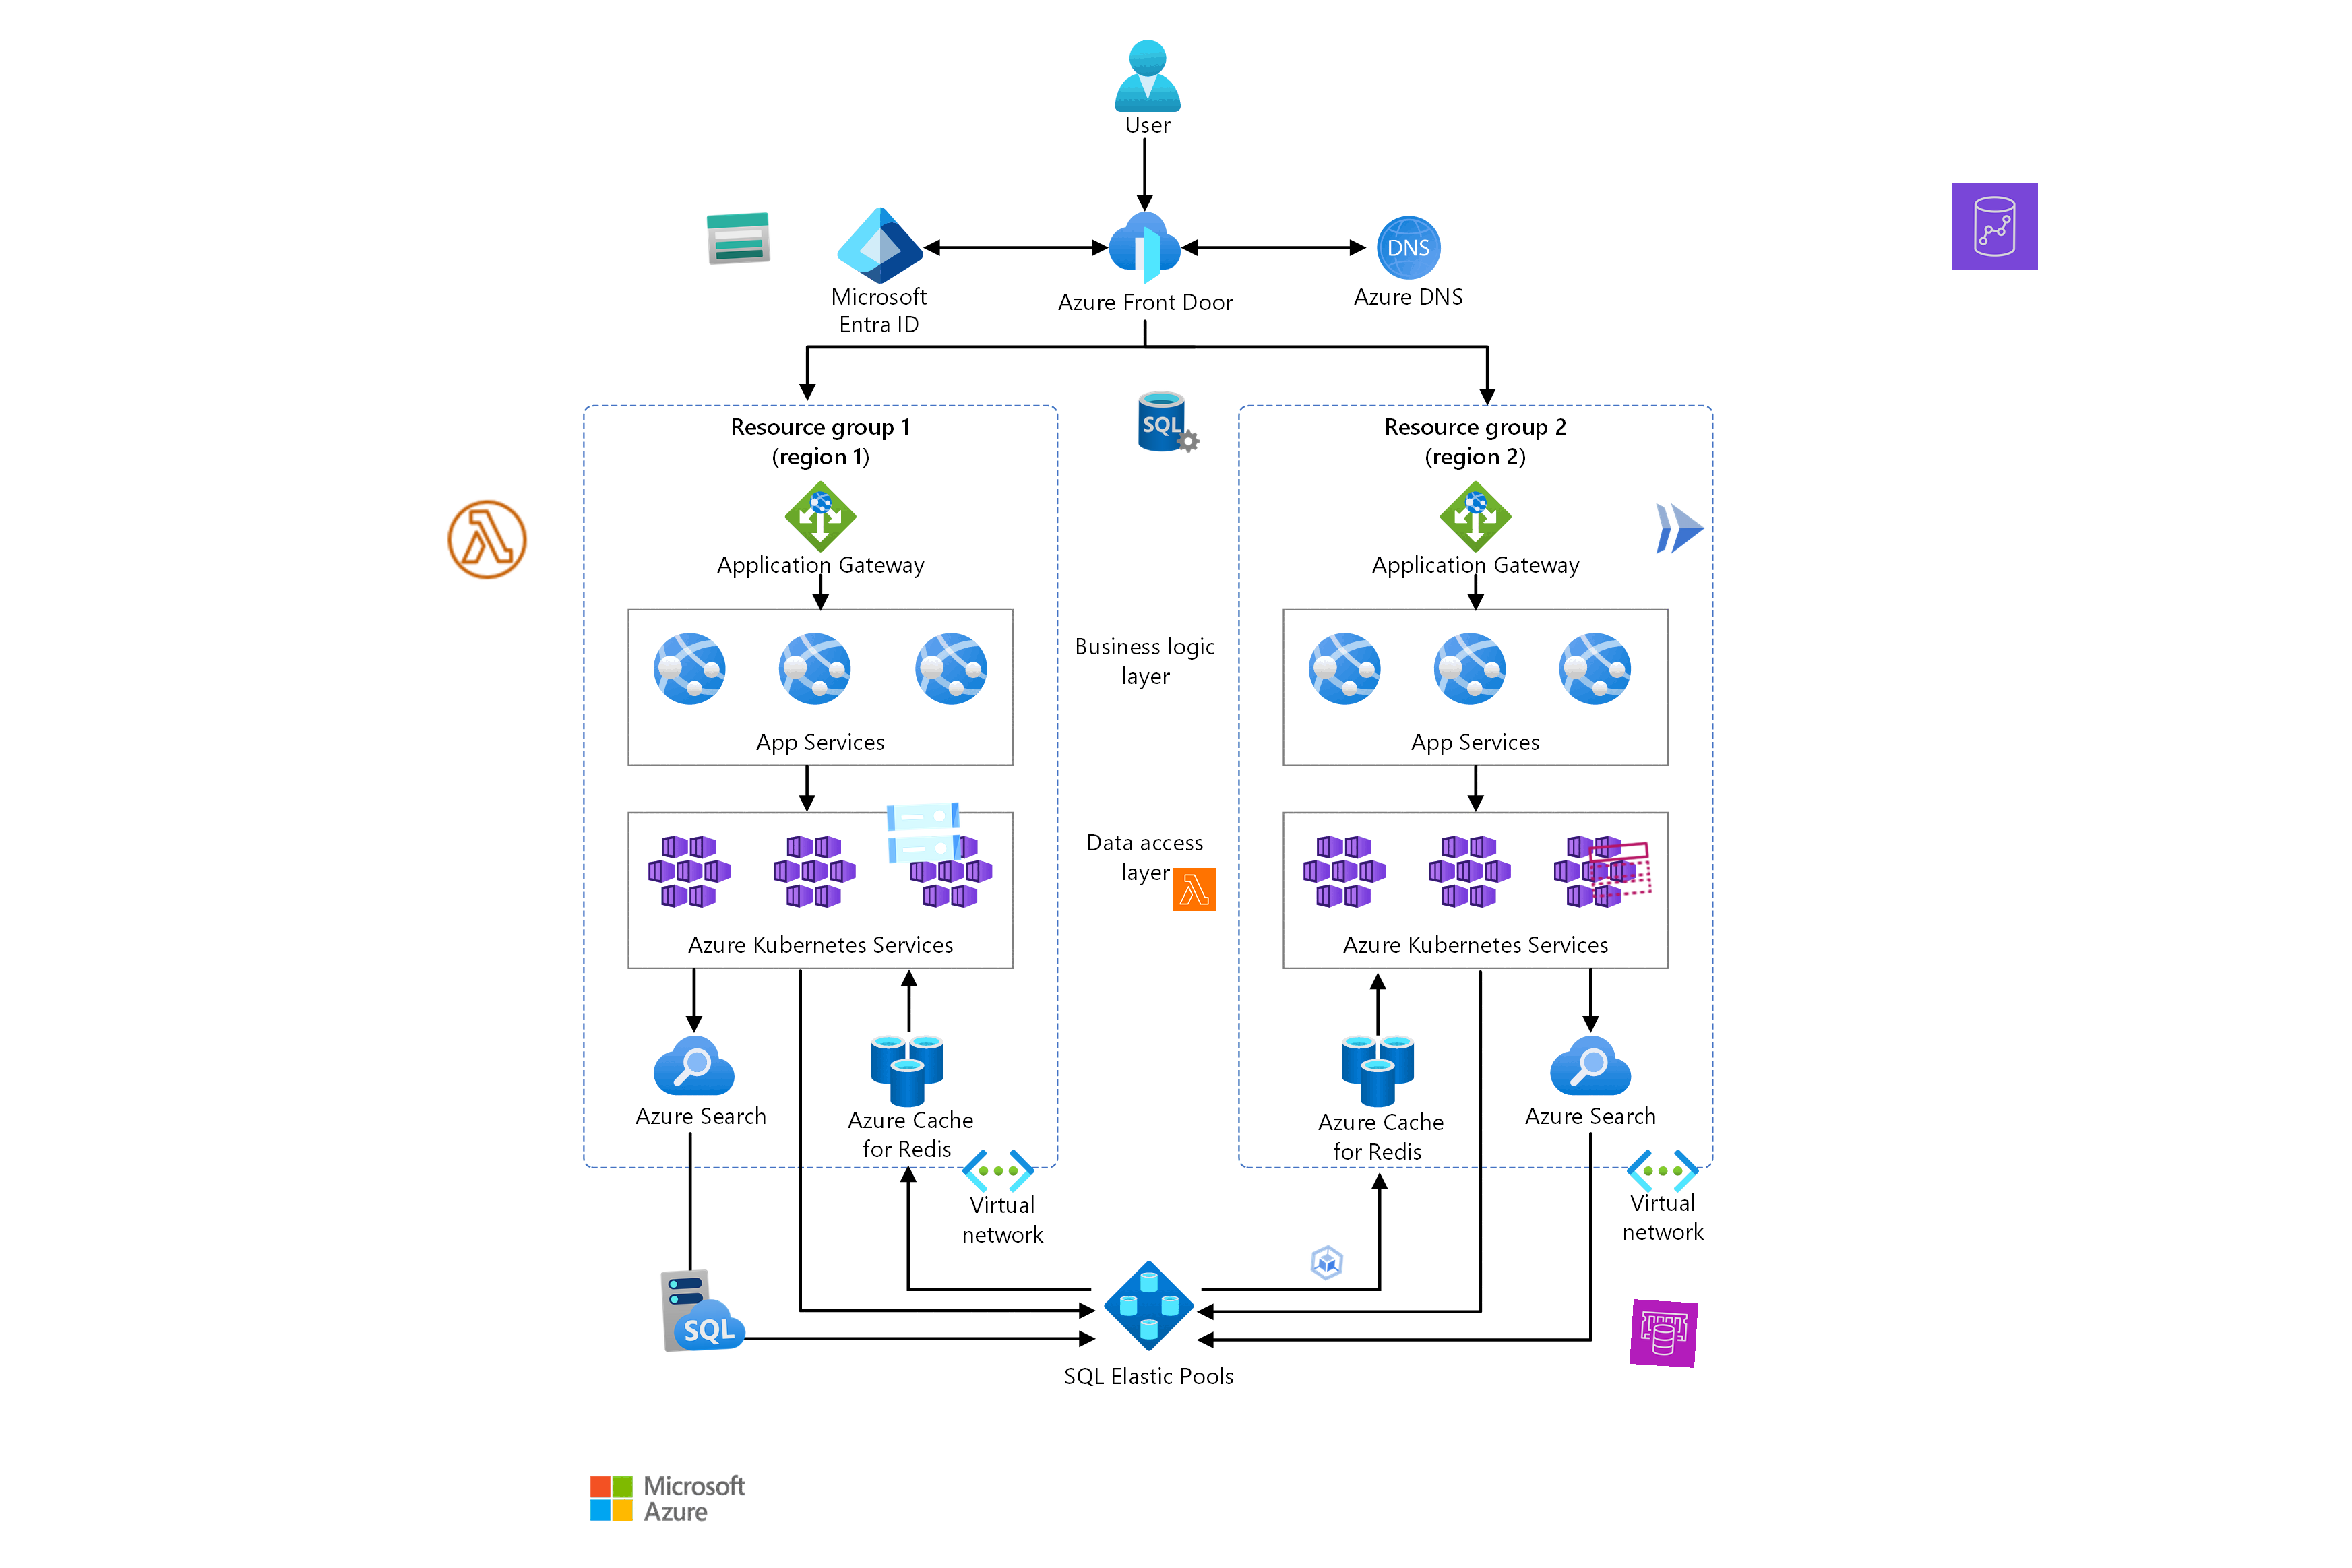 User
DNS
Microsoft
Entra ID
Azure Front Door
Azure DNS
SQL
Resource group 1
(region 1)
Resource group 2
(region 2)
Application Gateway
Application Gateway
Business logic
layer
App Services
App Services
Data access
layer
Azure Kubernetes Services
Azure Kubernetes Services
Azure Search
Azure Cache
for Redis
Azure Cache
for Redis
Azure Search
Virtual
network
Virtual
network
SQL
SQL Elastic Pools
Microsoft
Azure